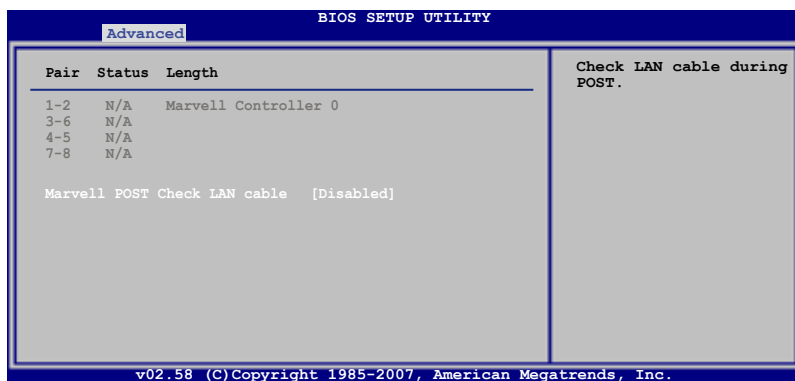 BIOS SETUP UTILITY
Advanced
Pair Status Length
1-2 N/A Marvell Controller 0
3-6 N/A
4-5 N/A
7-8 N/A
Marvell POST Check LAN cable [Disabled]
Check LAN cable during
POST.
v02.58 (C)Copyright 1985-2007, American Megatrends, Inc.